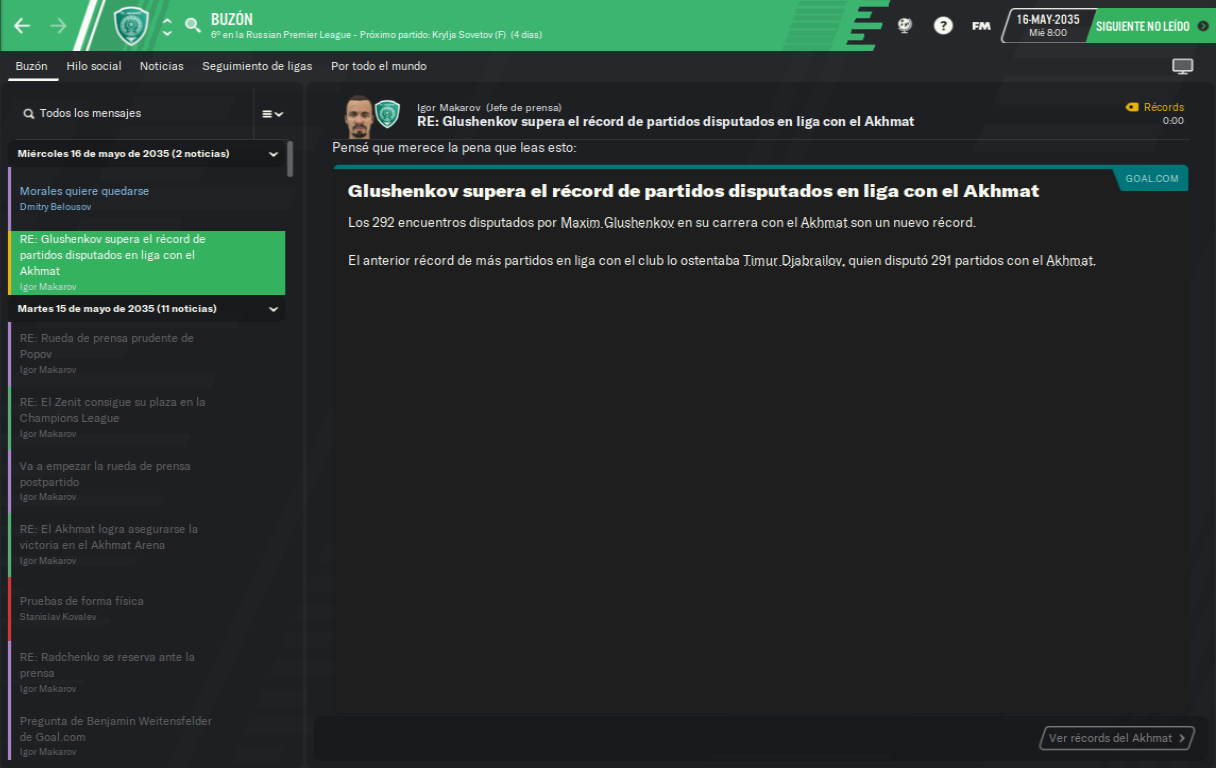 BUZÓN
6º en la Russian Premier League - Próximo partido: Krylja Sovetov (F) (4 días)
?
FM
16-MAY-2035
Mié 8:00
SIGUIENTE NO LEÍDO
Buzón
Hilo social
Noticias
Seguimiento de ligas
Por todo el mundo
Todos los mensajes
Miércoles 16 de mayo de 2035 (2 noticias)
Morales quiere quedarse
Dmitry Belousov
RE: Glushenkov supera el récord de
partidos disputados en liga con el
Akhmat
Igor Makarov
Martes 15 de mayo de 2035 (11 noticias)
RE: Rueda de prensa prudente de
Popov
Igor Makarov
RE: El Zenit consigue su plaza en la
Champions League
Igor Makarov
Va a empezar la rueda de prensa
postpartido
Igor Makarov
RE: El Akhmat logra asegurarse la
victoria en el Akhmat Arena
Igor Makarov
Pruebas de forma física
Stanislav Kovalev
RE: Radchenko se reserva ante la
prensa
Igor Makarov
Pregunta de Benjamin Weitensfelder
de Goal.com
Igor Makarov
Igor Makarov (Jefe de prensa)
RE: Glushenkov supera el récord de partidos disputados en liga con el Akhmat
Récords
0:00
Pensé que merece la pena que leas esto:
GOAL.COM
Glushenkov supera el récord de partidos disputados en liga con el Akhmat
Los 292 encuentros disputados por Maxim Glushenkov en su carrera con el Akhmat son un nuevo récord.
El anterior récord de más partidos en liga con el club lo ostentaba Timur Djabrailov, quien disputó 291 partidos con el Akhmat.
Ver récords del Akhmat